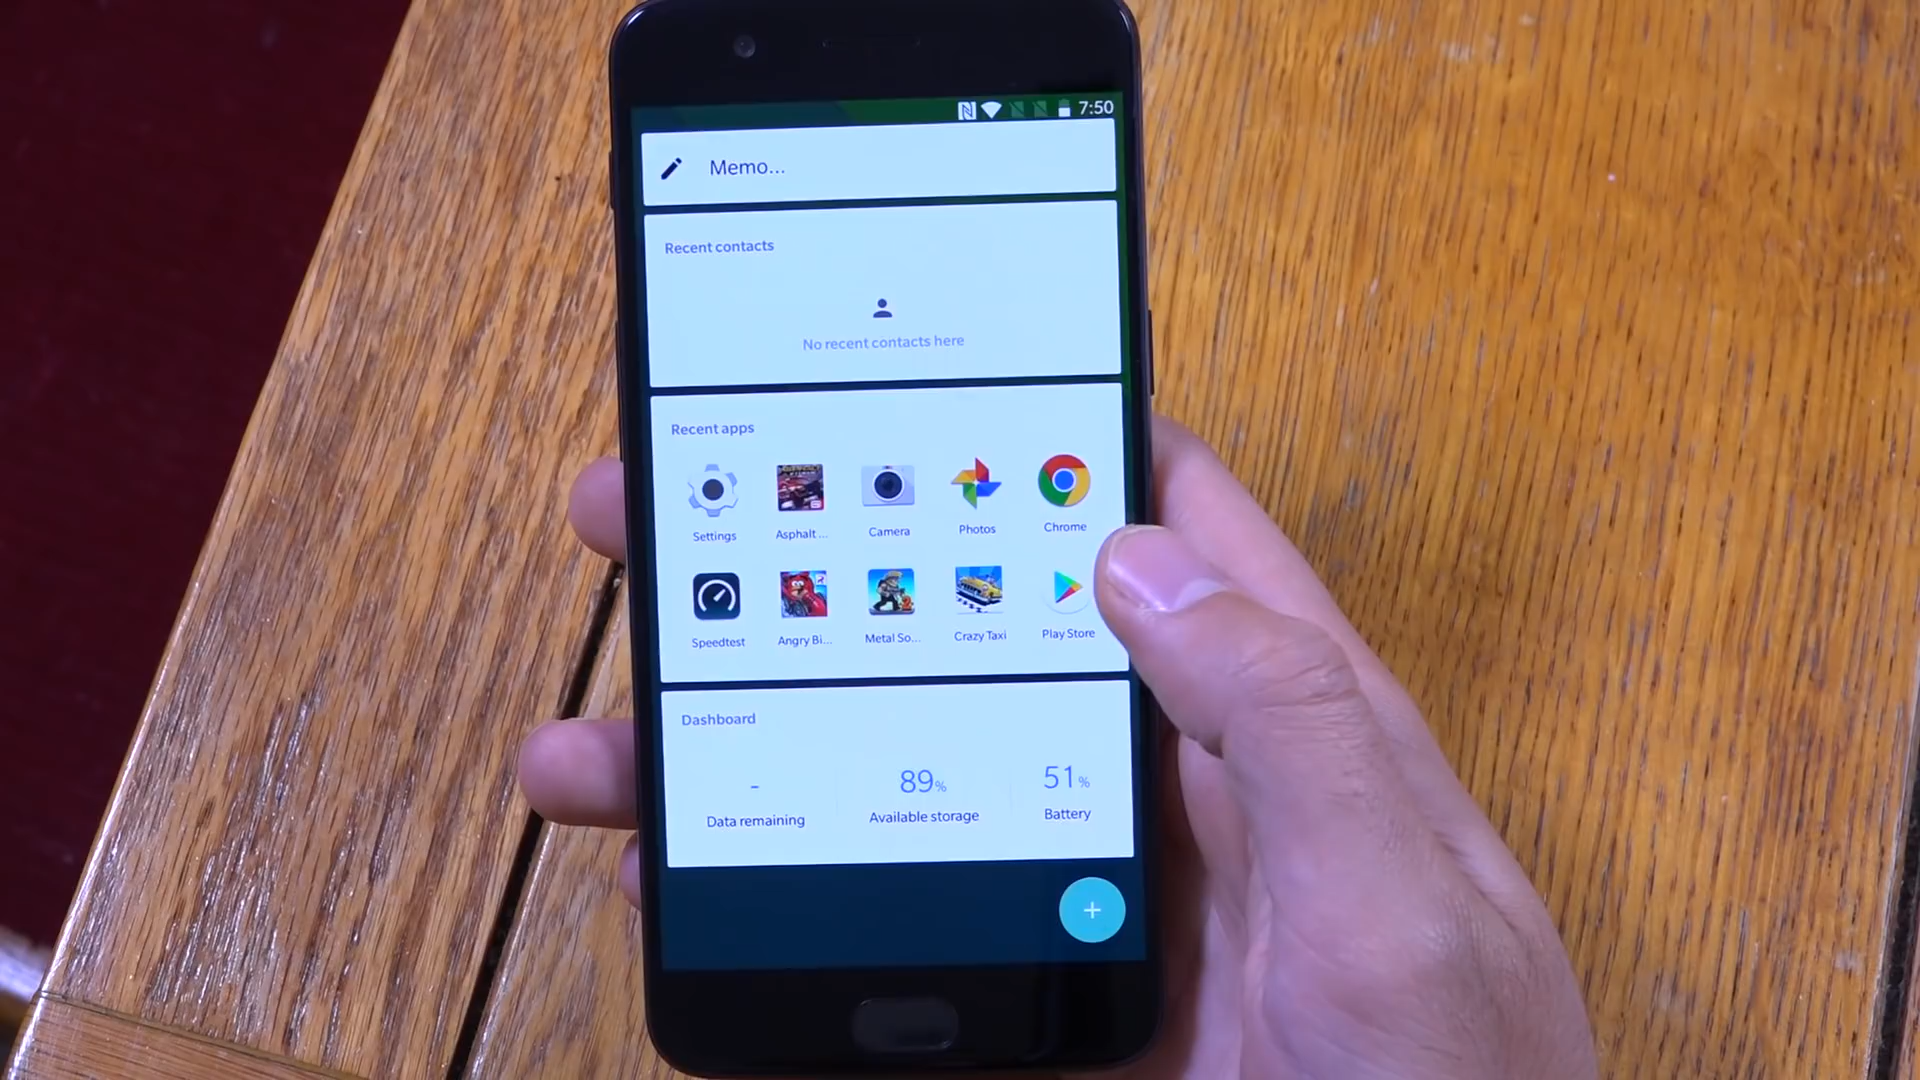 7:50
Memo...
Recent contacts
No recent contacts here
Recent apps
Settings
Asphalt ...
Camera
Photos
Chrome
Speedtest
Angry Bi...
Metal So...
Crazy Taxi
Play Store
Dashboard
-
89%
51%
Data remaining
Available storage
Battery